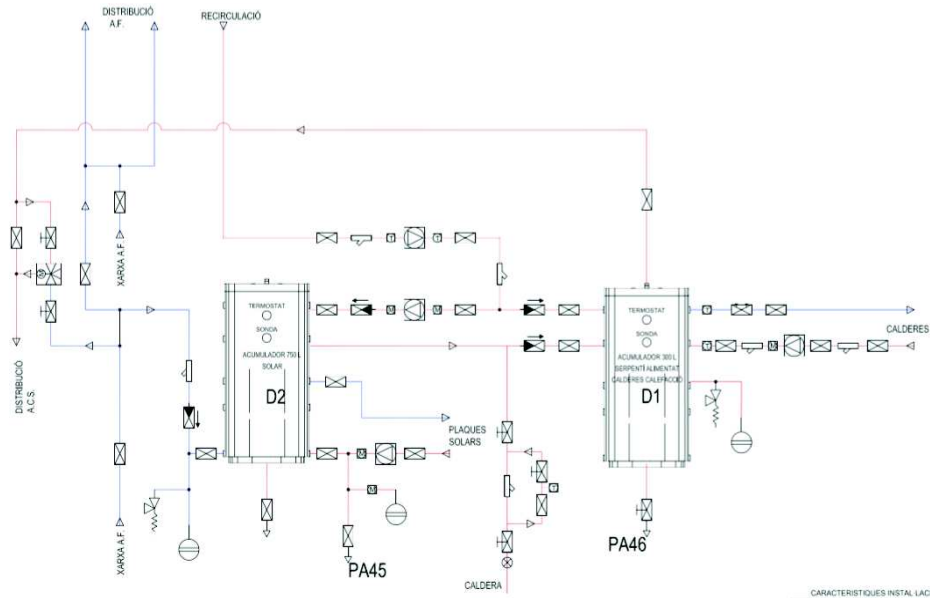 DISTRIBUCIÓ
A.F.
RECIRCULACIÓ
XARXA A.F.
TERMOSTAT
SONDA
ACUMULADOR 750 L
SOLAR
D2
TERMOSTAT
SONDA
ACUMULADOR 300 L
SERPENTÍ ALIMENTAT
CALDERES CALEFACCIÓ
D1
CALDERES
DISTRIBUCIÓ
A.C.S.
PLAQUES
SOLARS
XARXA A.F.
PA45
PA46
CALDERA
CARACTERISTIQUES INSTAL LAC
M
M
M
M
M
T
T
T
T
T
M